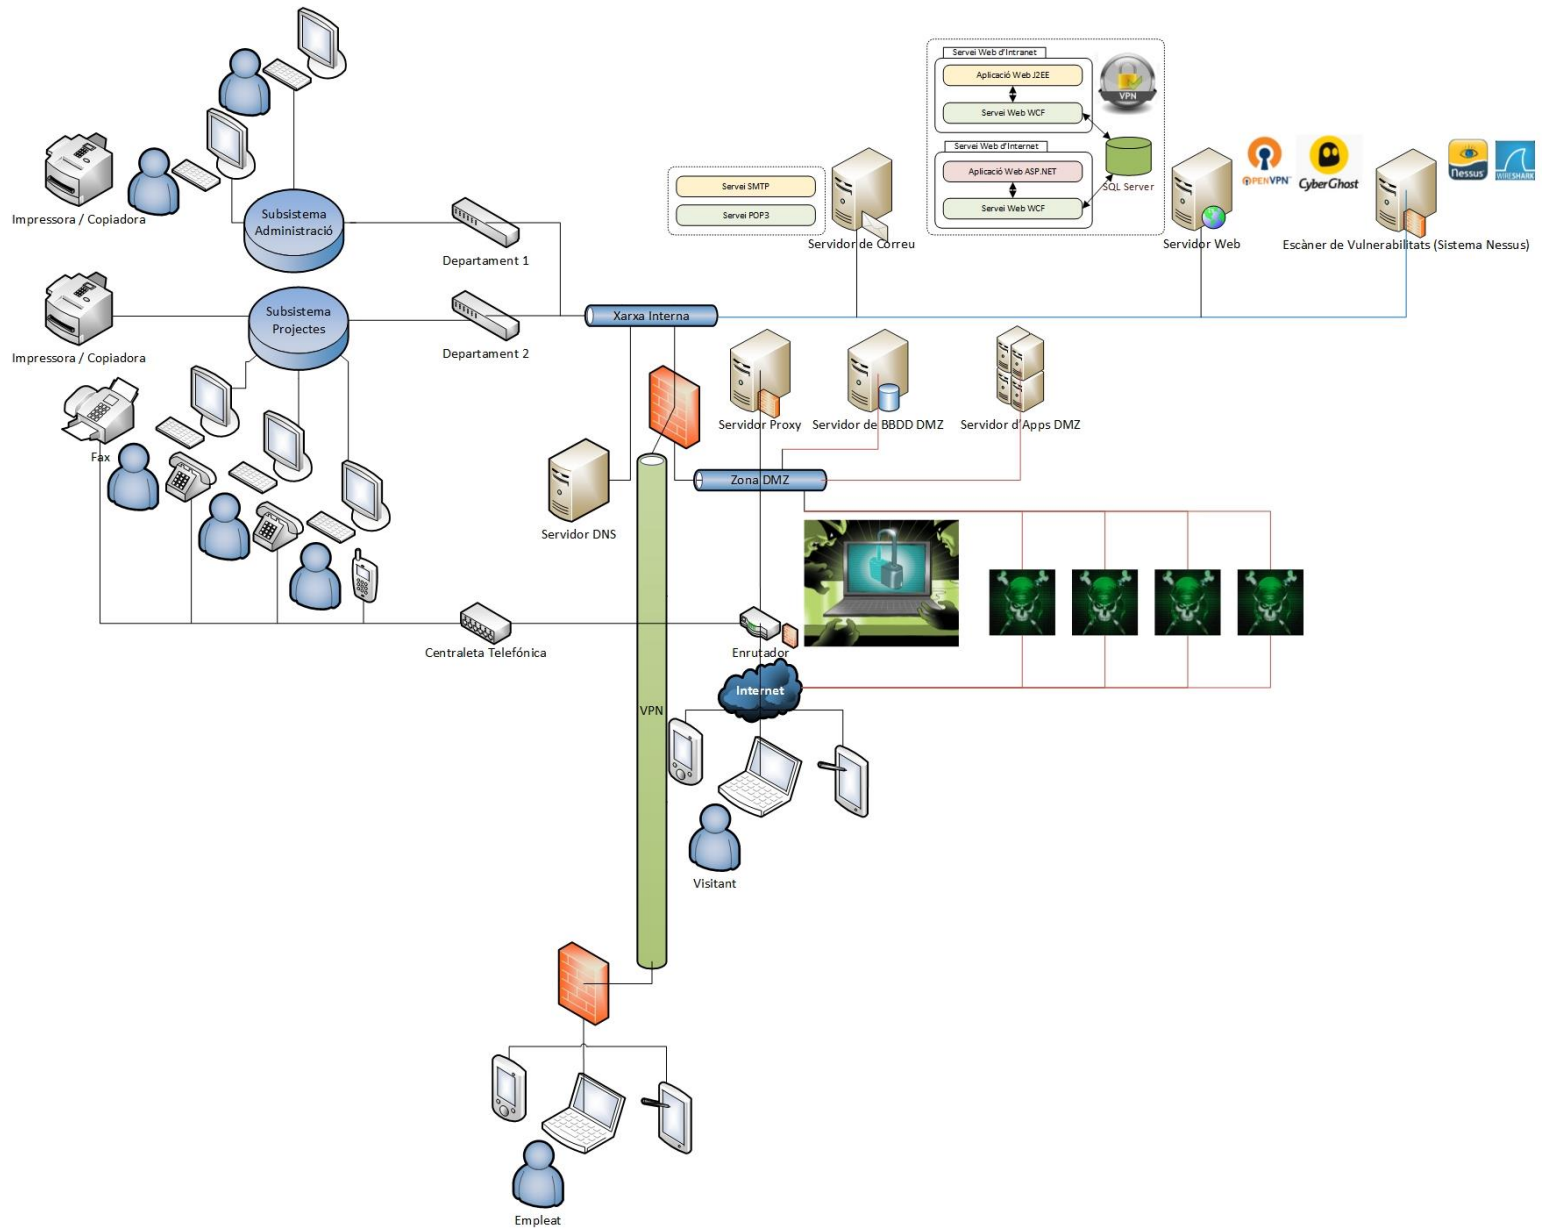 Servei Web d'Intranet
Aplicació Web J2EE
Servei Web WCF
VPN
Servei Web d'Internet
Aplicació Web ASP.NET
Servei Web WCF
SQL Server
Servei SMTP
Servei POP3
OPENVPN™
CyberGhost
Nessus
WIRESHARK
Impressora / Copiadora
Subsistema
Administració
Departament 1
Servidor de Correu
Servidor Web
Escàner de Vulnerabilitats (Sistema Nessus)
Subsistema
Projectes
Xarxa Interna
Impressora / Copiadora
Departament 2
Servidor Proxy
Servidor de BBDD DMZ
Servidor d'Apps DMZ
Fax
Zona DMZ
Servidor DNS
Centraleta Telefónica
Enrutador
Internet
VPN
Visitant
Empleat